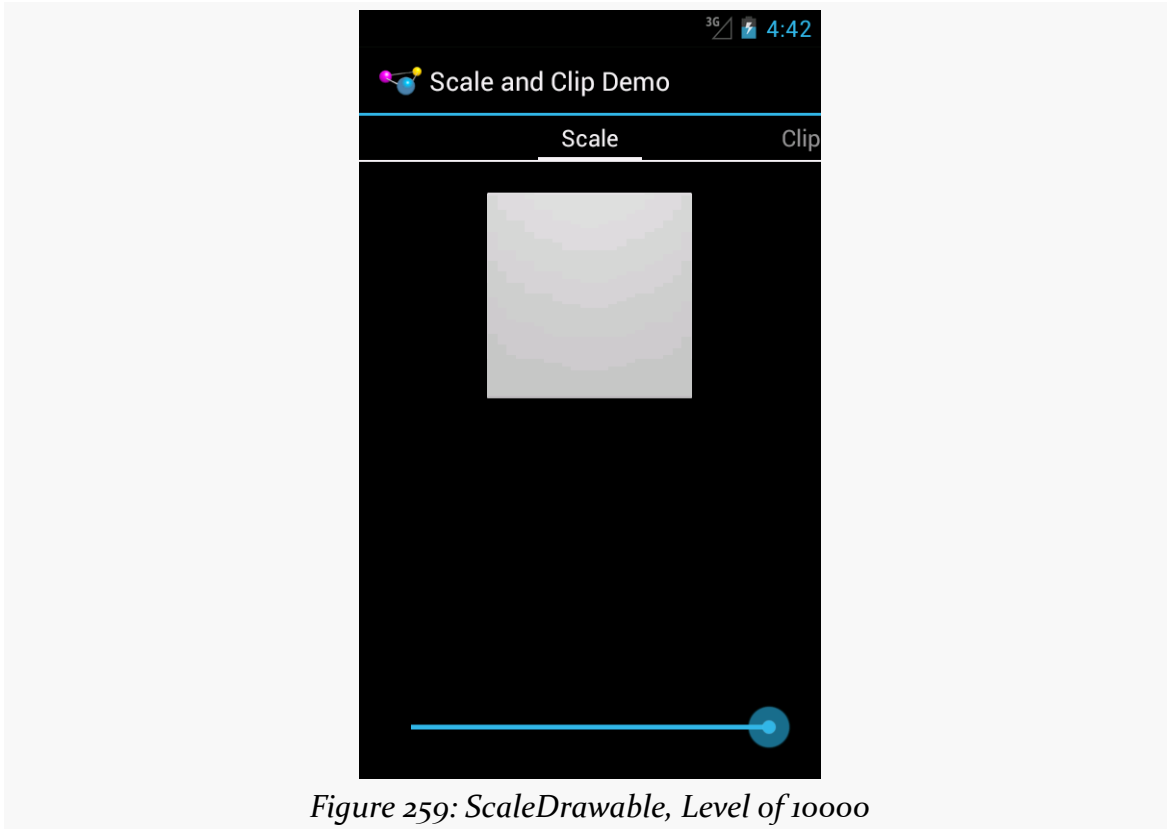 3G 4:42
Scale and Clip Demo
Scale Clip
Figure 259: ScaleDrawable, Level of 10000